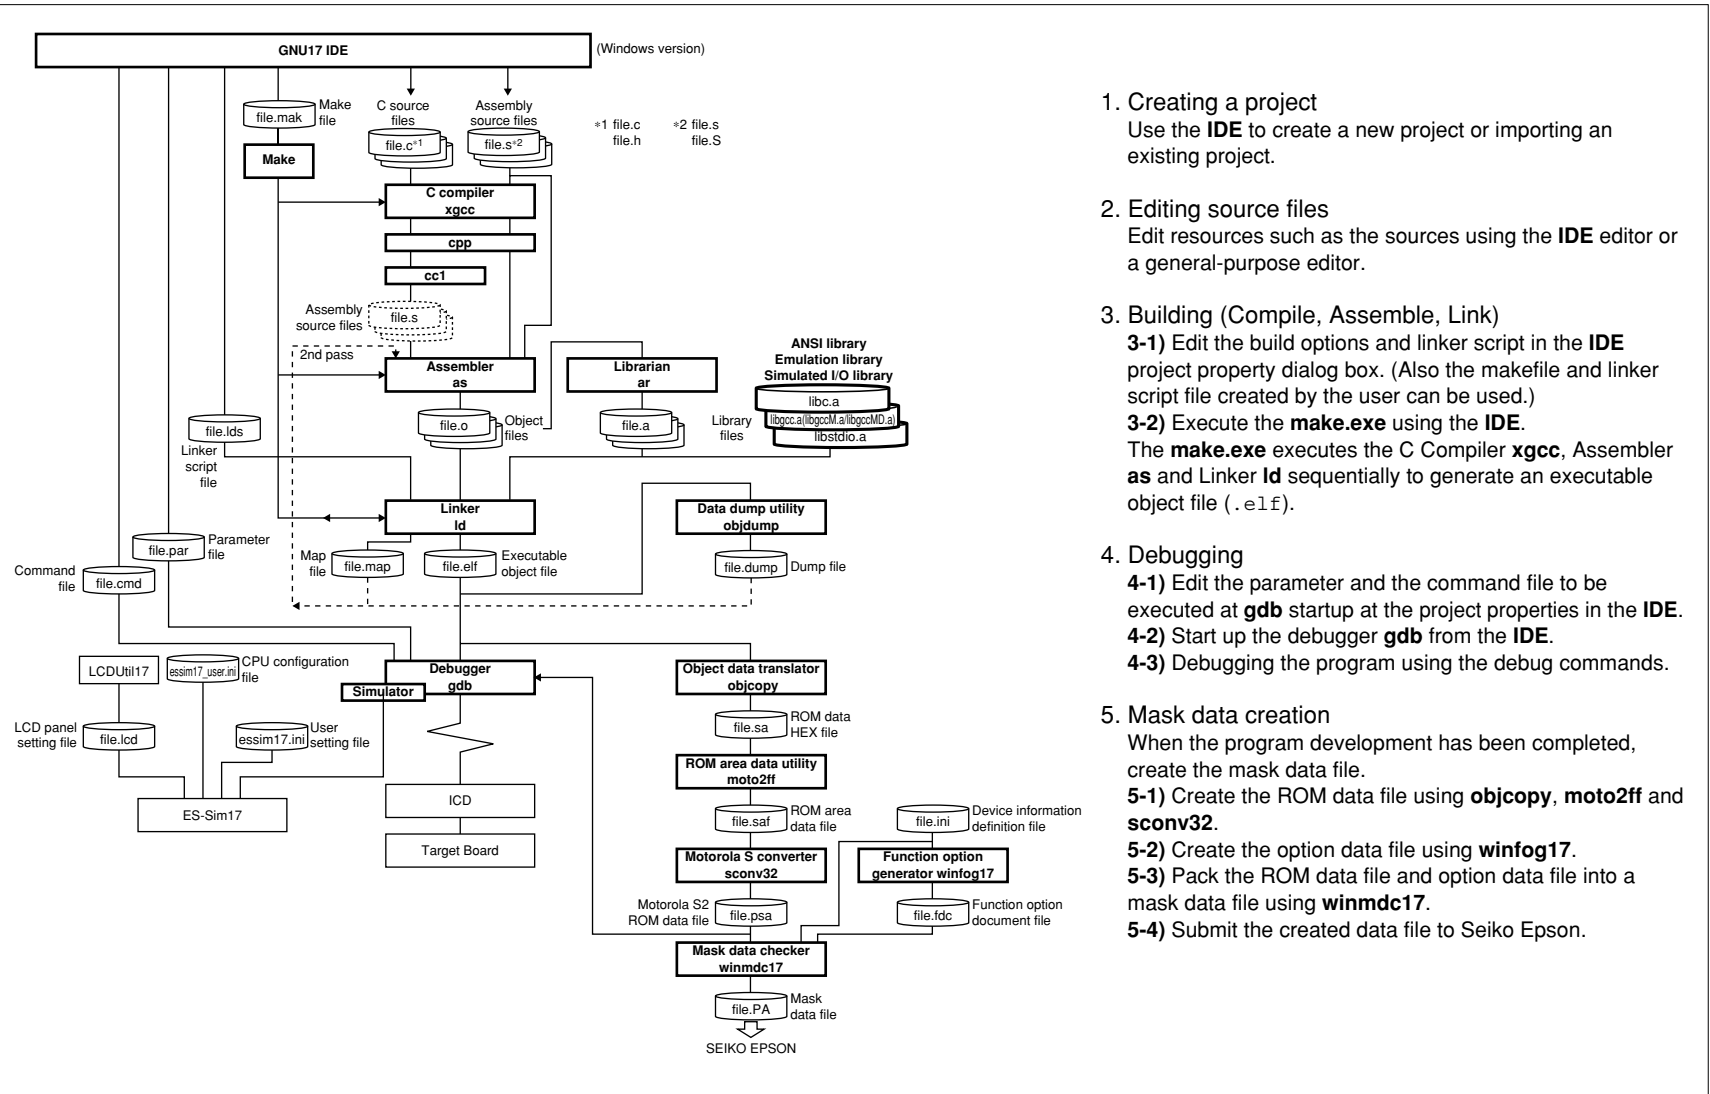 GNU17 IDE
(Windows version)
Make
file
file.mak
Make
C source
files
file.c*1
Assembly
source files
file.s*2
*1 file.c
file.h
*2 file.s
file.S
C compiler
xgcc
cpp
cc1
Assembly
source files
file.s
2nd pass
Assembler
as
Librarian
ar
ANSI library
Emulation library
Simulated I/O library
libc.a
libgcc.a(libgccM.a/libgccMD.a)
libstdio.a
Library
files
file.lds
Linker
script
file
file.o
Object
files
file.a
Linker
ld
Data dump utility
objdump
file.par
Parameter
file
Command
file
file.cmd
Map
file
file.map
file.elf
Executable
object file
file.dump
Dump file
LCDUtil17
essim17_user.ini
CPU configuration
file
Debugger
gdb
Simulator
Object data translator
objcopy
LCD panel
setting file
file.lcd
essim17.ini
User
setting file
file.sa
ROM data
HEX file
ROM area data utility
moto2ff
ES-Sim17
ICD
Target Board
file.saf
ROM area
data file
file.ini
Device information
definition file
Motorola S converter
sconv32
Function option
generator winfog17
Motorola S2
ROM data file
file.psa
file.fdc
Function option
document file
Mask data checker
winmdc17
file.PA
Mask
data file
SEIKO EPSON
1. Creating a project
Use the IDE to create a new project or importing an
existing project.
2. Editing source files
Edit resources such as the sources using the IDE editor or
a general-purpose editor.
3. Building (Compile, Assemble, Link)
3-1) Edit the build options and linker script in the IDE
project property dialog box. (Also the makefile and linker
script file created by the user can be used.)
3-2) Execute the make.exe using the IDE.
The make.exe executes the C Compiler xgcc, Assembler
as and Linker ld sequentially to generate an executable
object file (.elf).
4. Debugging
4-1) Edit the parameter and the command file to be
executed at gdb startup at the project properties in the IDE.
4-2) Start up the debugger gdb from the IDE.
4-3) Debugging the program using the debug commands.
5. Mask data creation
When the program development has been completed,
create the mask data file.
5-1) Create the ROM data file using objcopy, moto2ff and
sconv32.
5-2) Create the option data file using winfog17.
5-3) Pack the ROM data file and option data file into a
mask data file using winmdc17.
5-4) Submit the created data file to Seiko Epson.